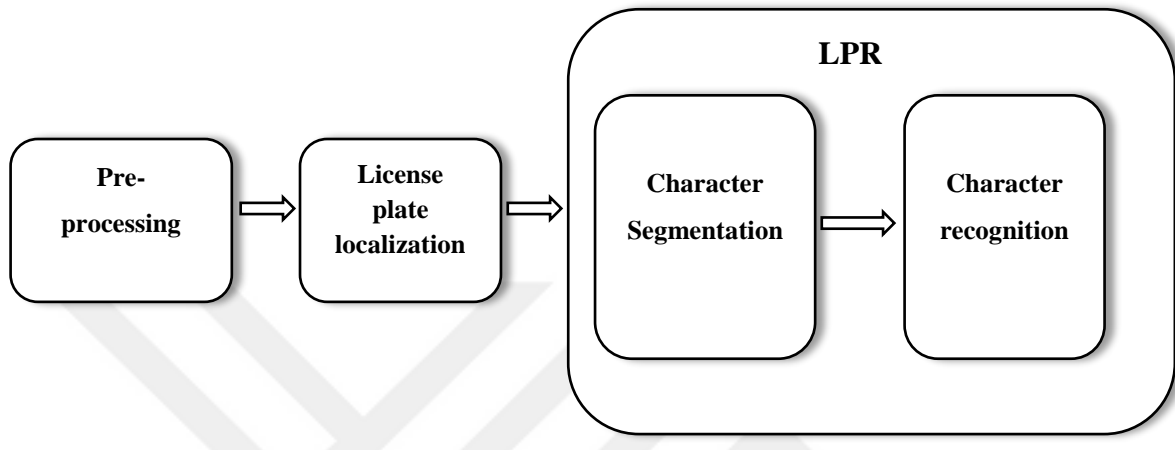 LPR
Pre-
processing
License
plate
localization
Character
Segmentation
Character
recognition